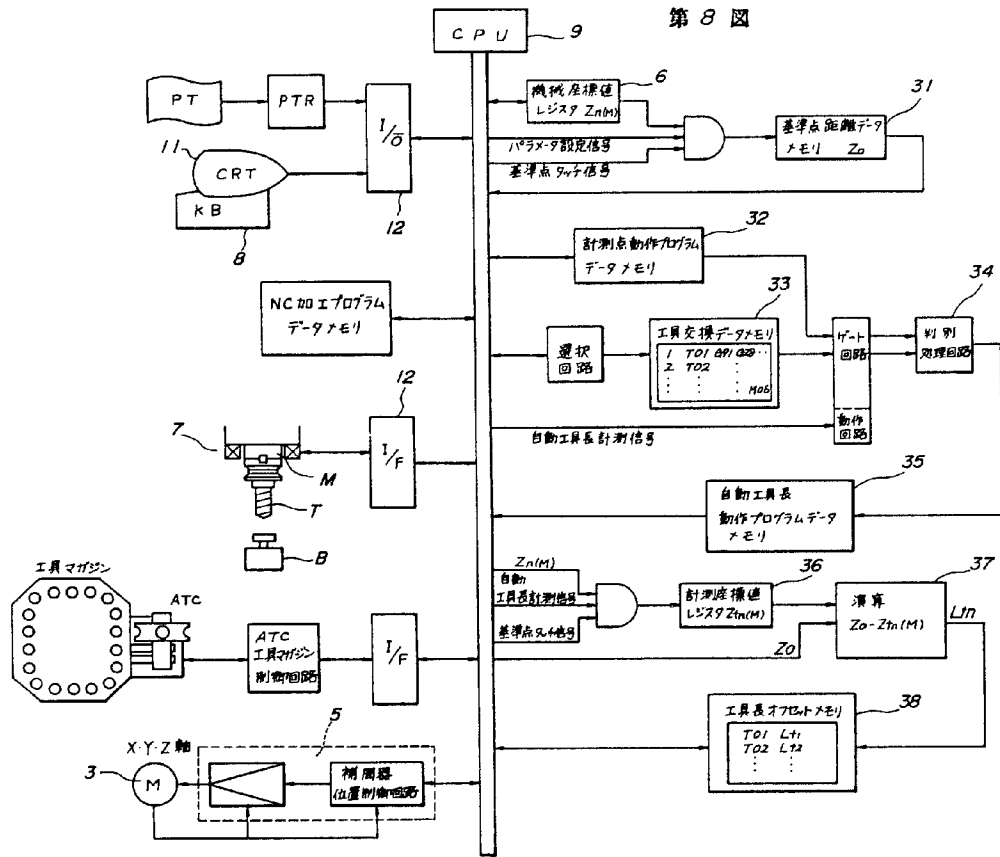 第8図
CPU
9
PT
PTR
I/O
12
11
CRT
KB
8
機械座標値
レジスタ Zn(M)
6
パラメータ設定信号
基準点タッチ信号
基準点距離データ
メモリ Zo
31
計測点動作プログラム
データメモリ
32
NC加工プログラム
データメモリ
選択
回路
工具交換データメモリ
33
1 T01 G91 G28‥
2 T02
M06
ゲート
回路
動作
回路
判別
処理回路
34
自動工具長計測信号
7
M
T
B
I/F
12
自動工具長
動作プログラムデータ
メモリ
35
Zn(M)
自動
工具長計測信号
基準点タッチ信号
計測座標値
レジスタ Ztn(M)
36
演算
Zo-Ztn(M)
37
Ltn
Zo
工具マガジン
ATC
ATC
工具マガジン
制御回路
I/F
工具長オフセットメモリ
38
T01 Lt1
T02 Lt2
X・Y・Z軸
3
M
5
補間器
位置制御回路